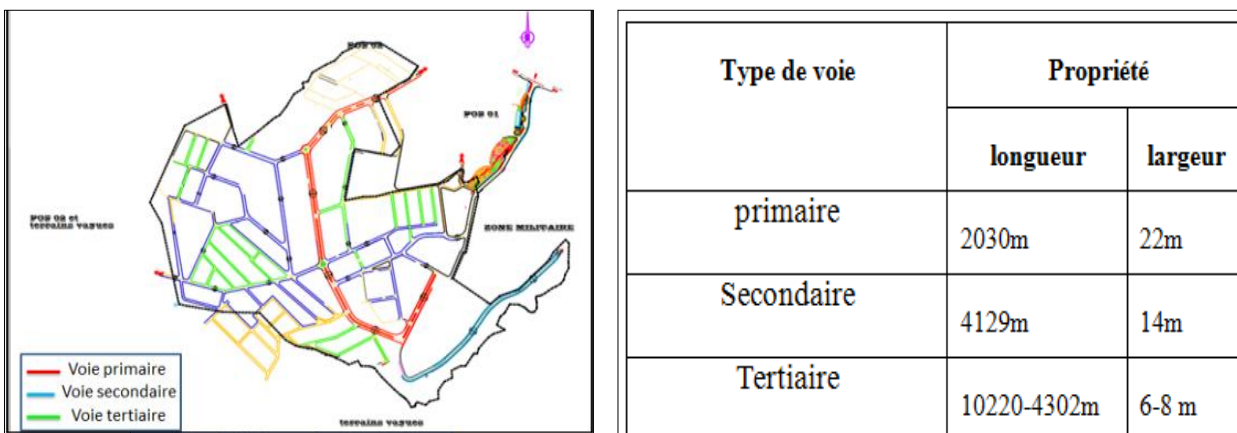 POS 02
POS 01
POS 02 et
terrains vagues
ZONE MILITAIRE
Voie primaire
Voie secondaire
Voie tertiaire
terrains vagues
Type de voie
Propriété
longueur
largeur
primaire
2030m
22m
Secondaire
4129m
14m
Tertiaire
10220-4302m
6-8 m